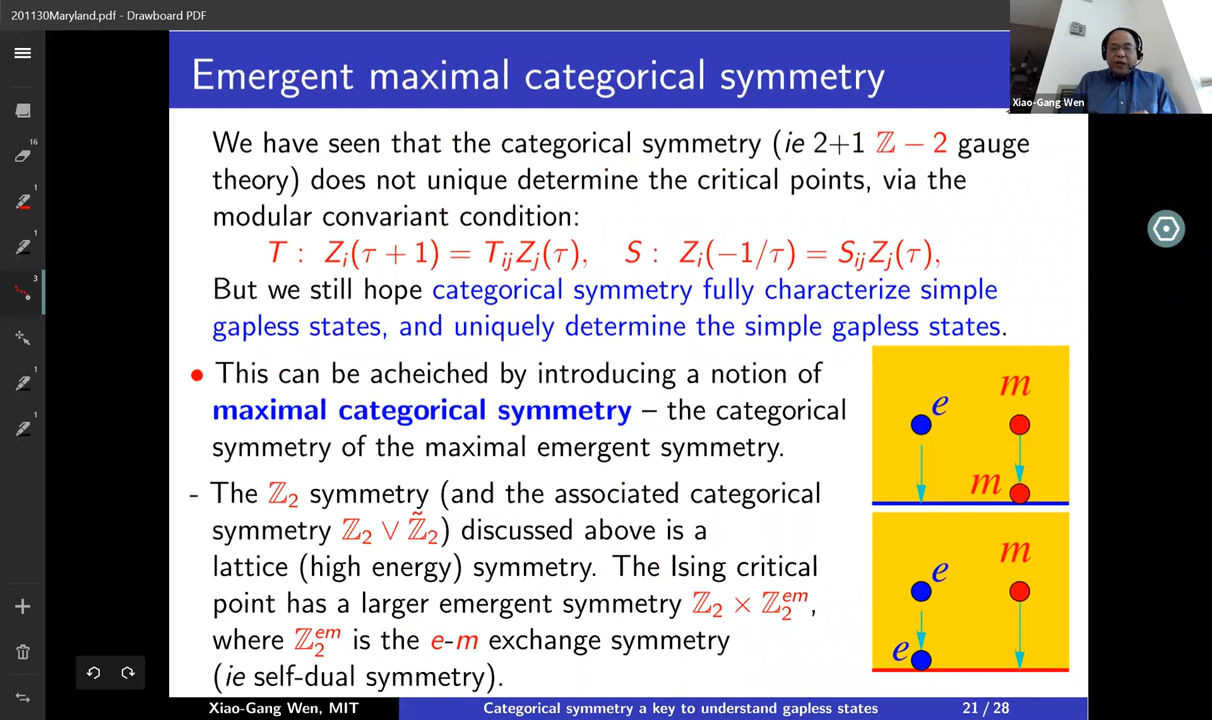 201130Maryland.pdf - Drawboard PDF
Xiao-Gang Wen
16
1
1
3
1
1
Emergent maximal categorical symmetry
We have seen that the categorical symmetry (ie 2+1 ℤ − 2 gauge
theory) does not unique determine the critical points, via the
modular convariant condition:
T : Z_i(τ + 1) = T_{ij}Z_j(τ), S : Z_i(−1/τ) = S_{ij}Z_j(τ),
But we still hope categorical symmetry fully characterize simple
gapless states, and uniquely determine the simple gapless states.
• This can be acheiched by introducing a notion of
maximal categorical symmetry – the categorical
symmetry of the maximal emergent symmetry.
- The ℤ₂ symmetry (and the associated categorical
symmetry ℤ₂ ∨ ℤ̃₂) discussed above is a
lattice (high energy) symmetry. The Ising critical
point has a larger emergent symmetry ℤ₂ × ℤ₂^{em},
where ℤ₂^{em} is the e-m exchange symmetry
(ie self-dual symmetry).
e
m
m
e
m
e
Xiao-Gang Wen, MIT
Categorical symmetry a key to understand gapless states
21 / 28